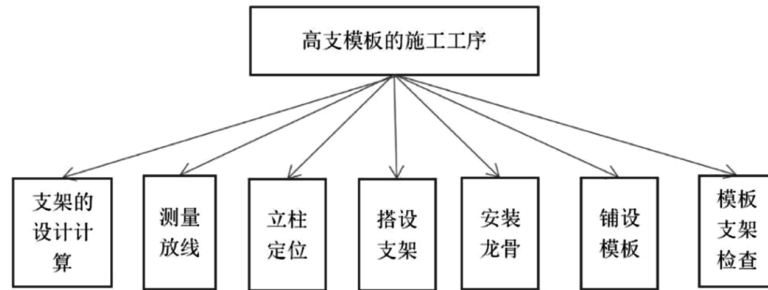 高支模板的施工工序
支架的
设计计
算
测量
放线
立柱
定位
搭设
支架
安装
龙骨
铺设
模板
模板
支架
检查